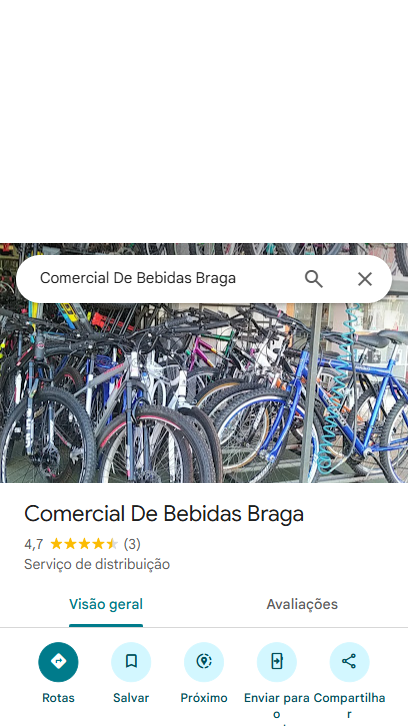 Comercial De Bebidas Braga
Comercial De Bebidas Braga
4,7 (3)
Serviço de distribuição
Visão geral Avaliações
Rotas Salvar Próximo Enviar para Compartilha
o r